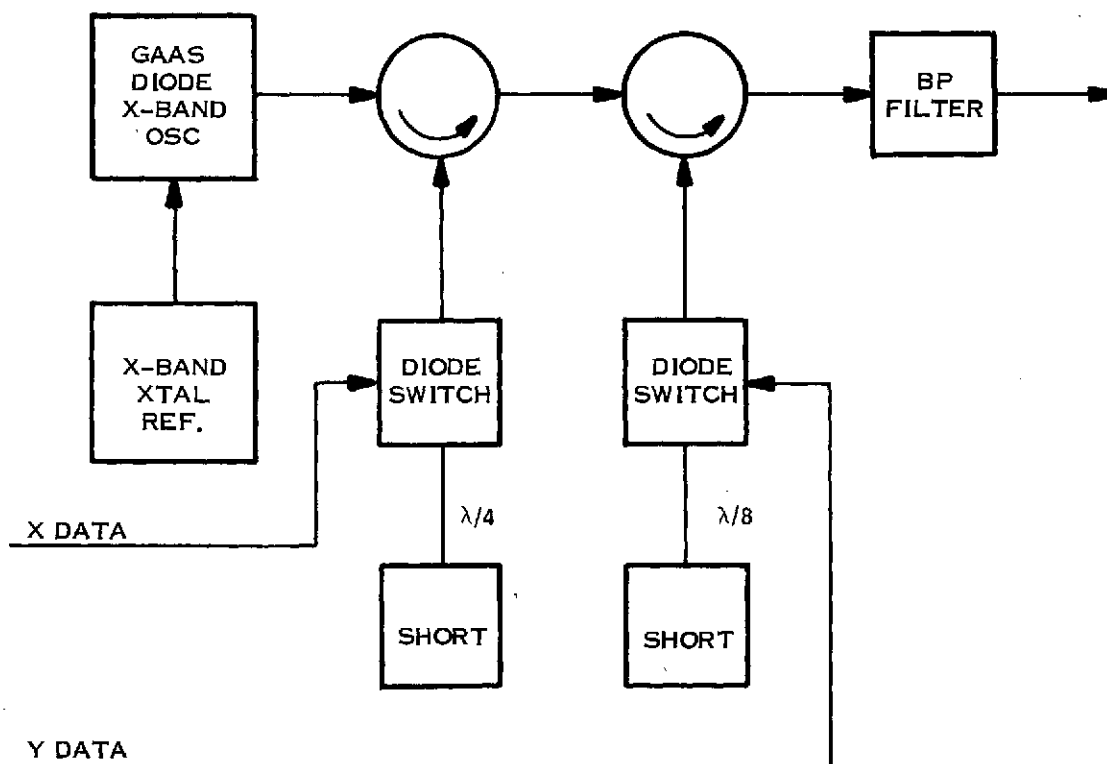 GAAS
DIODE
X-BAND
OSC
BP
FILTER
X-BAND
XTAL
REF.
DIODE
SWITCH
DIODE
SWITCH
X DATA
λ/4
λ/8
SHORT
SHORT
Y DATA